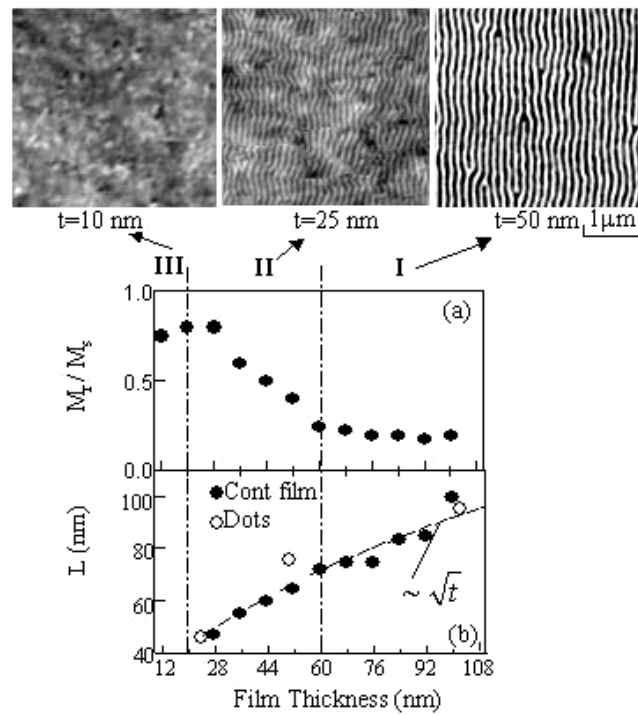 t=10 nm
t=25 nm
t=50 nm
1μm
III
II
I
(a)
1.0
0.5
0.0
M_r / M_s
Cont film
Dots
100
80
60
40
L (nm)
~ √t
(b)
12 28 44 60 76 92 108
Film Thickness (nm)